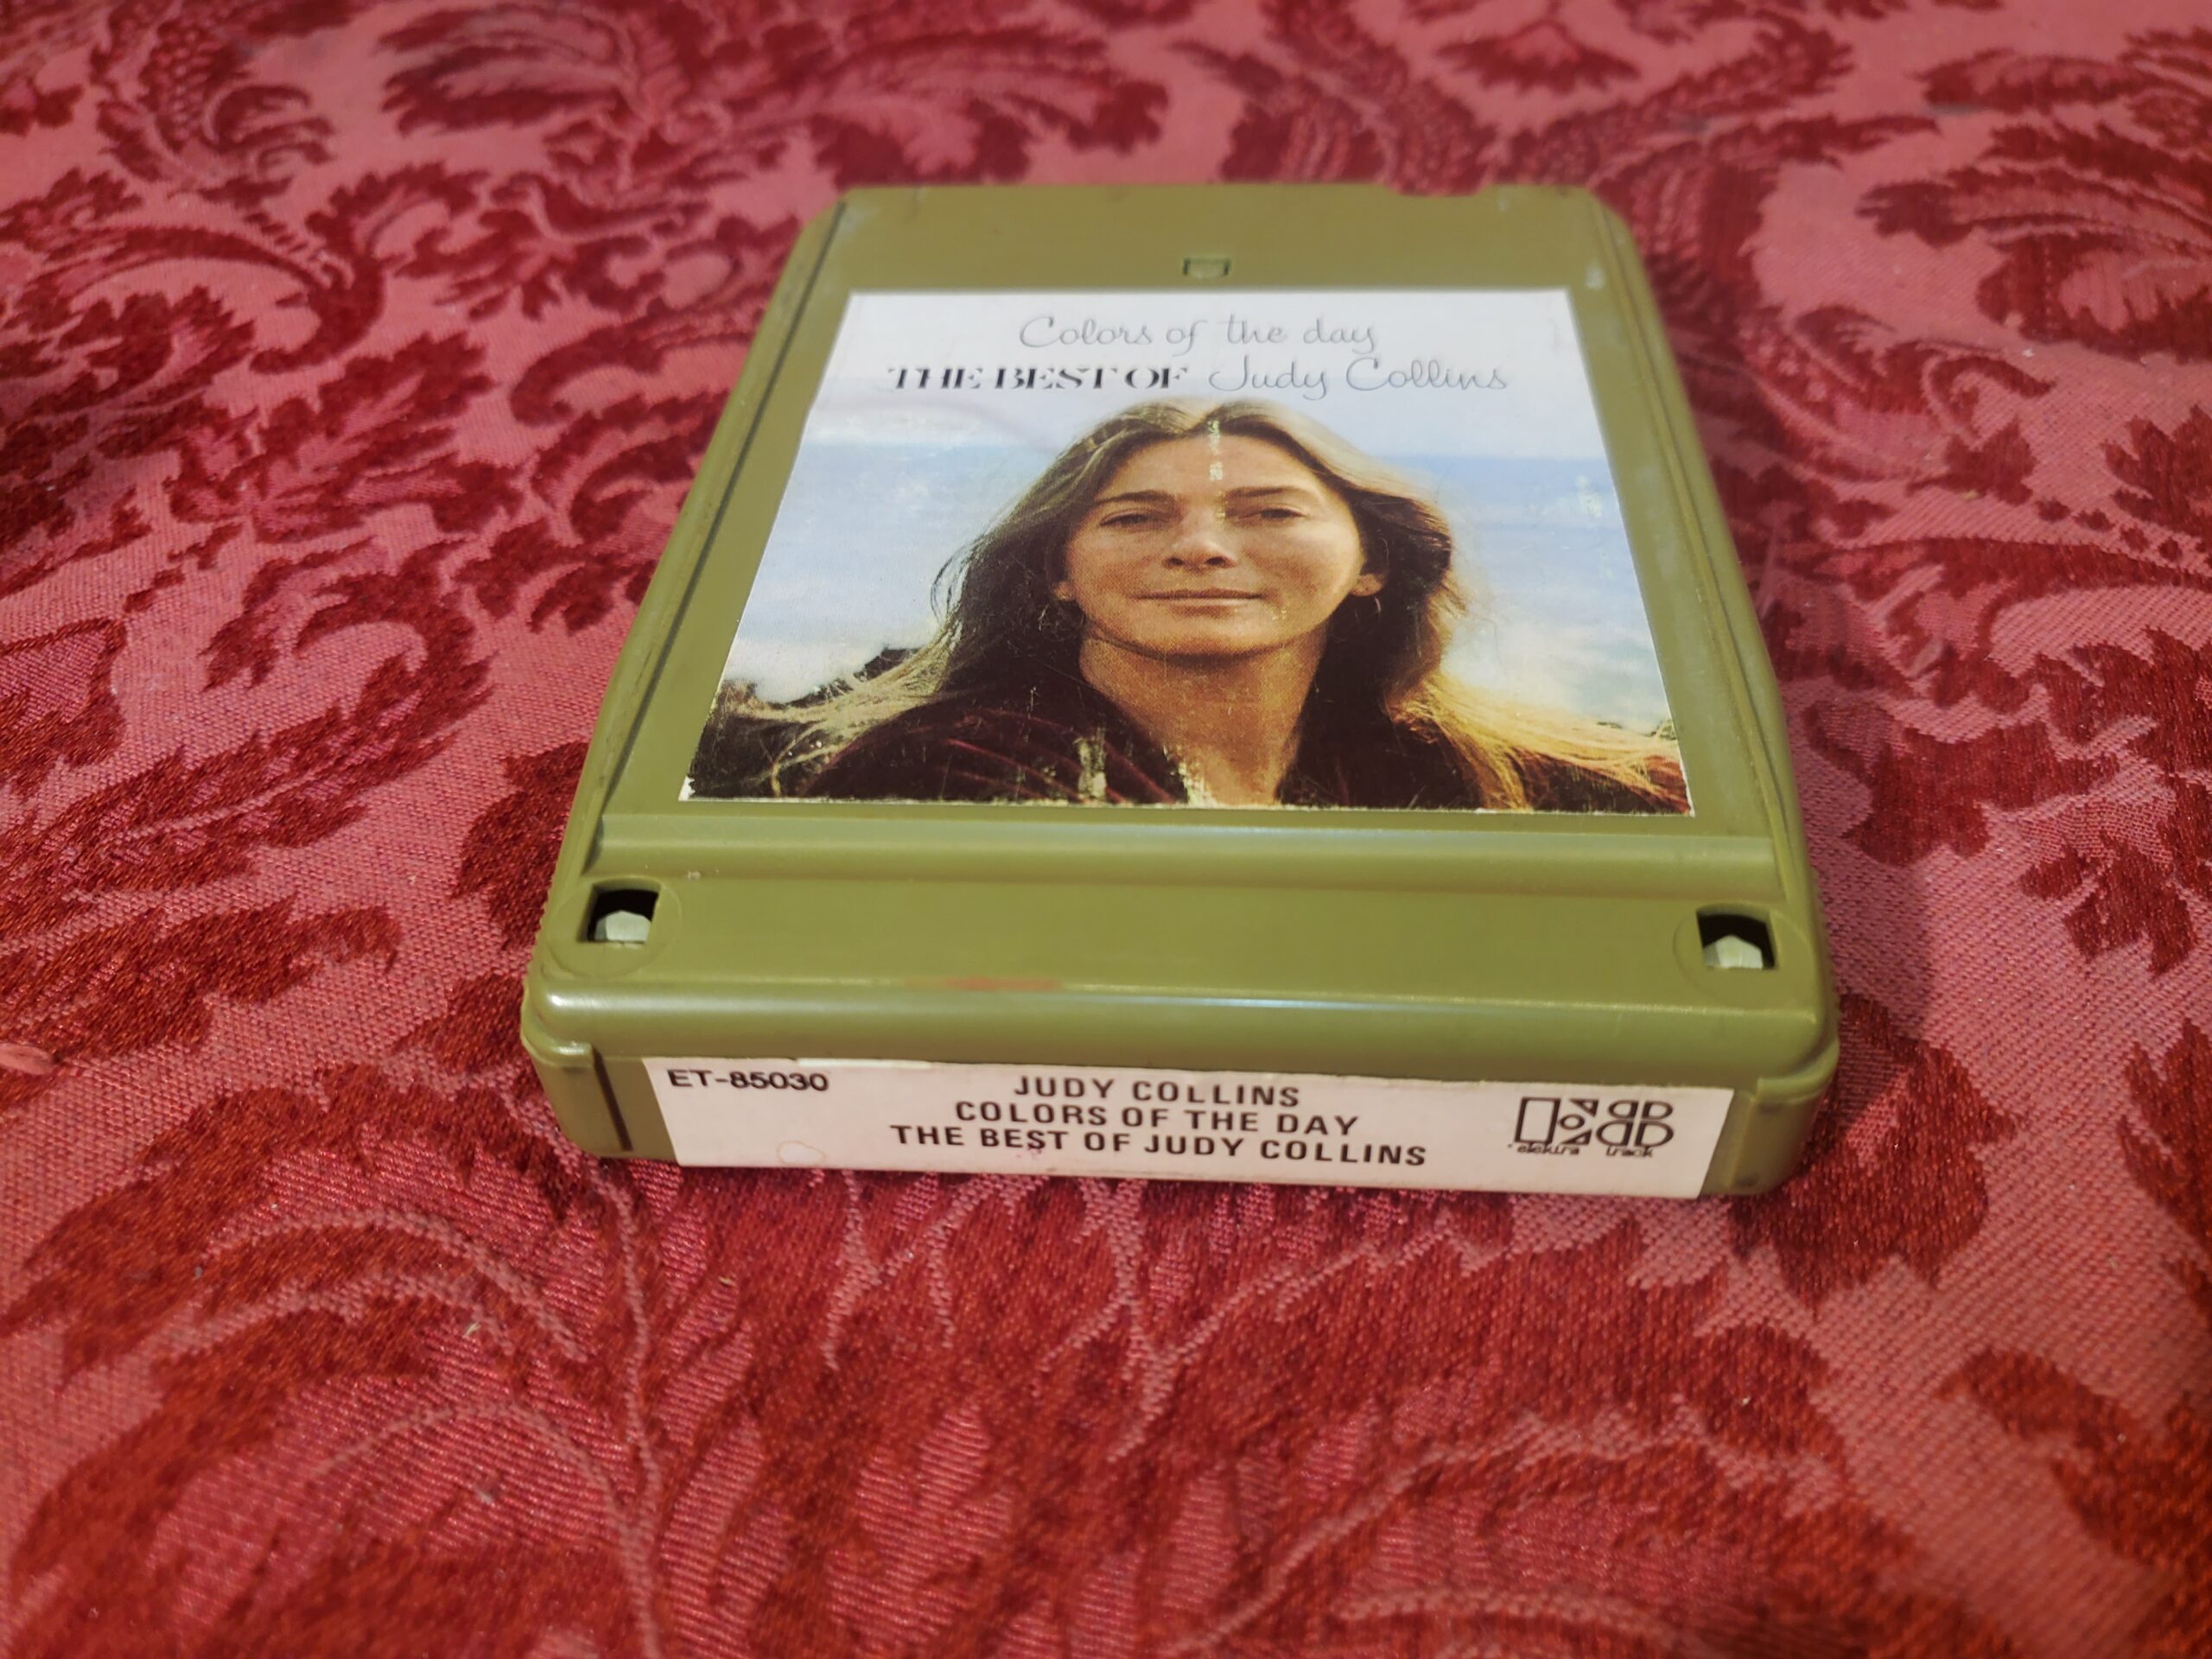 Colors of the day
THE BEST OF Judy Collins
ET-85030
JUDY COLLINS
COLORS OF THE DAY
THE BEST OF JUDY COLLINS
elektra track